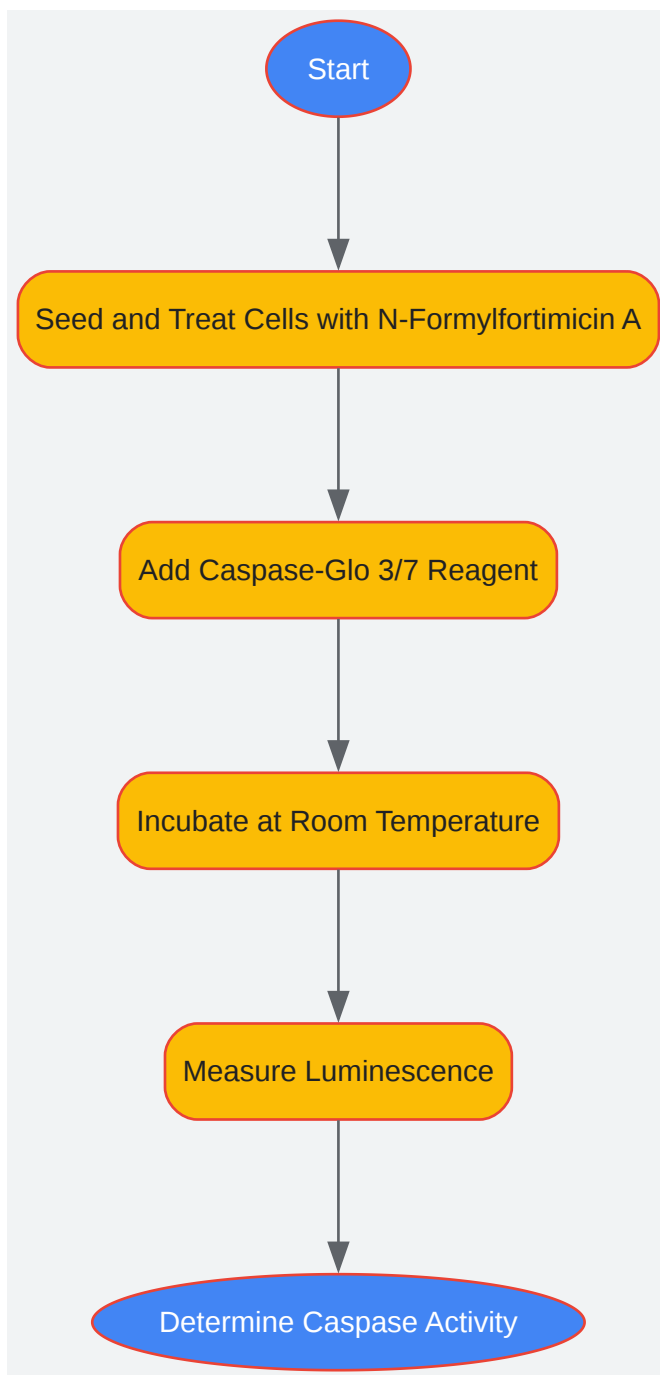 Start
Seed and Treat Cells with N-Formylfortimicin A
Add Caspase-Glo 3/7 Reagent
Incubate at Room Temperature
Measure Luminescence
Determine Caspase Activity